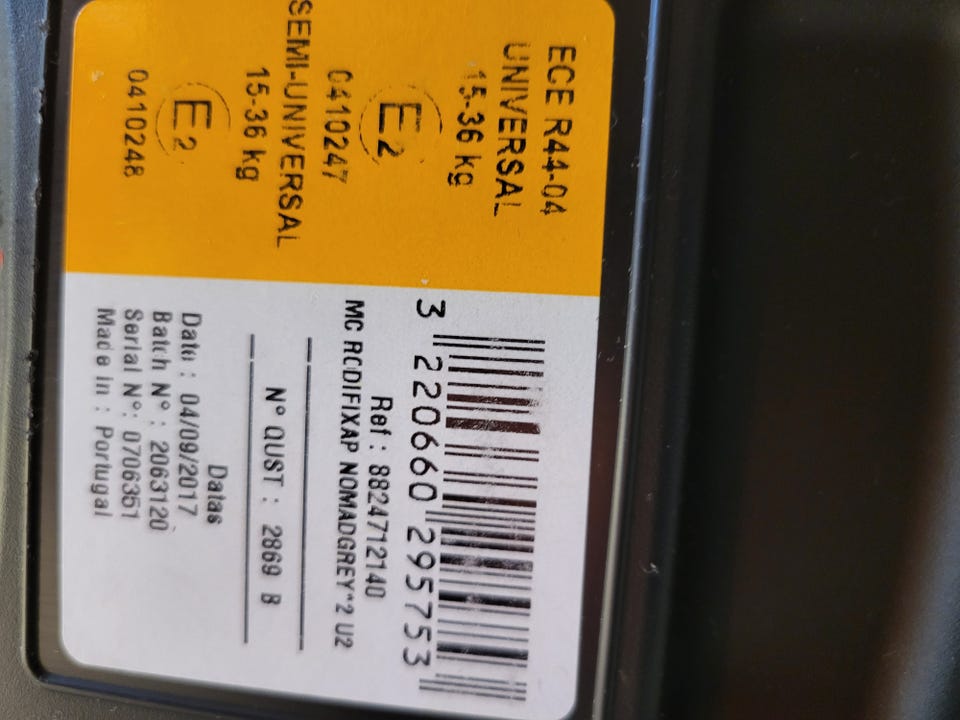 ECE R44-04
UNIVERSAL
15-36 kg
E2
0410247
SEMI-UNIVERSAL
15-36 kg
E2
0410248
3 220660 295753
Ref : 8824712140
MC RODIFIXAP NOMADGREY*2 U2
N° QUST : 2869 B
Datas
Date : 04/09/2017
Batch N° : 2063120
Serial N° : 0706351
Made in : Portugal